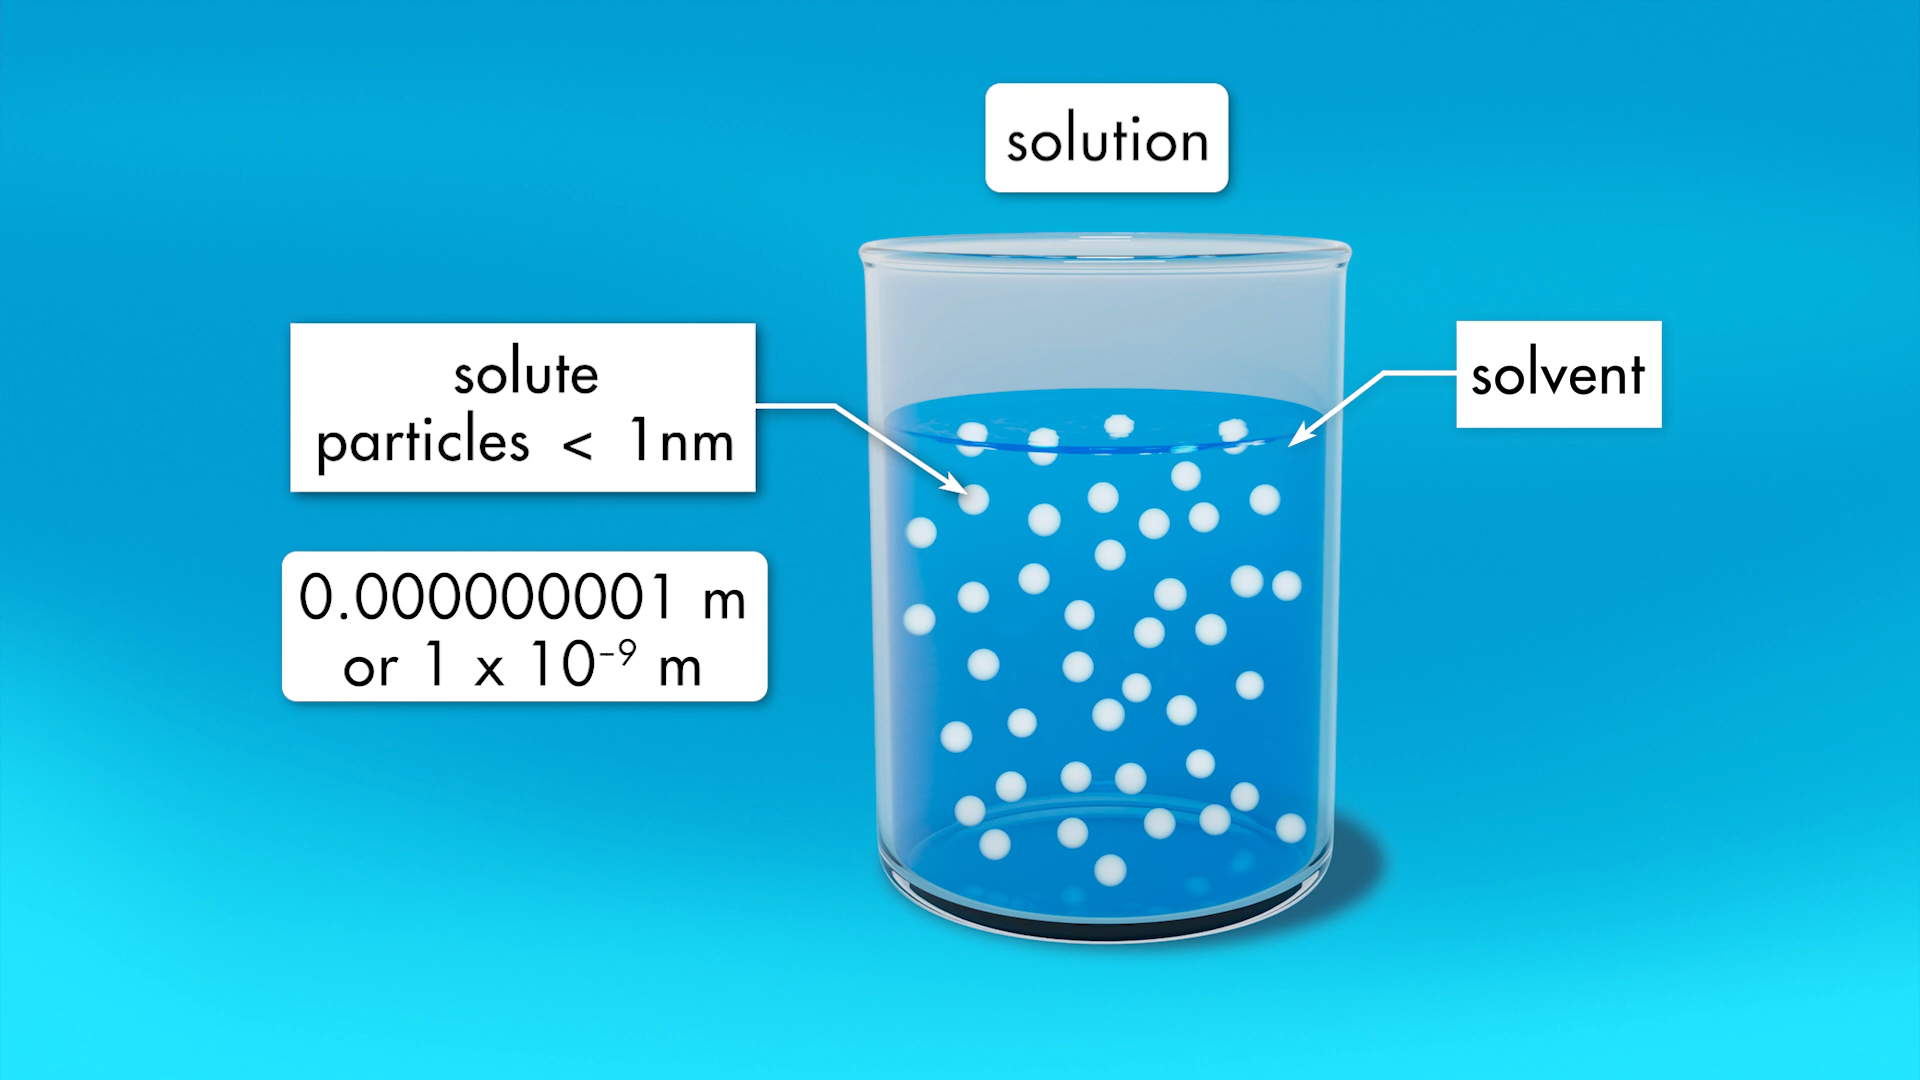 solution
solute
particles < 1nm
solvent
0.000000001 m
or 1 x 10⁻⁹ m